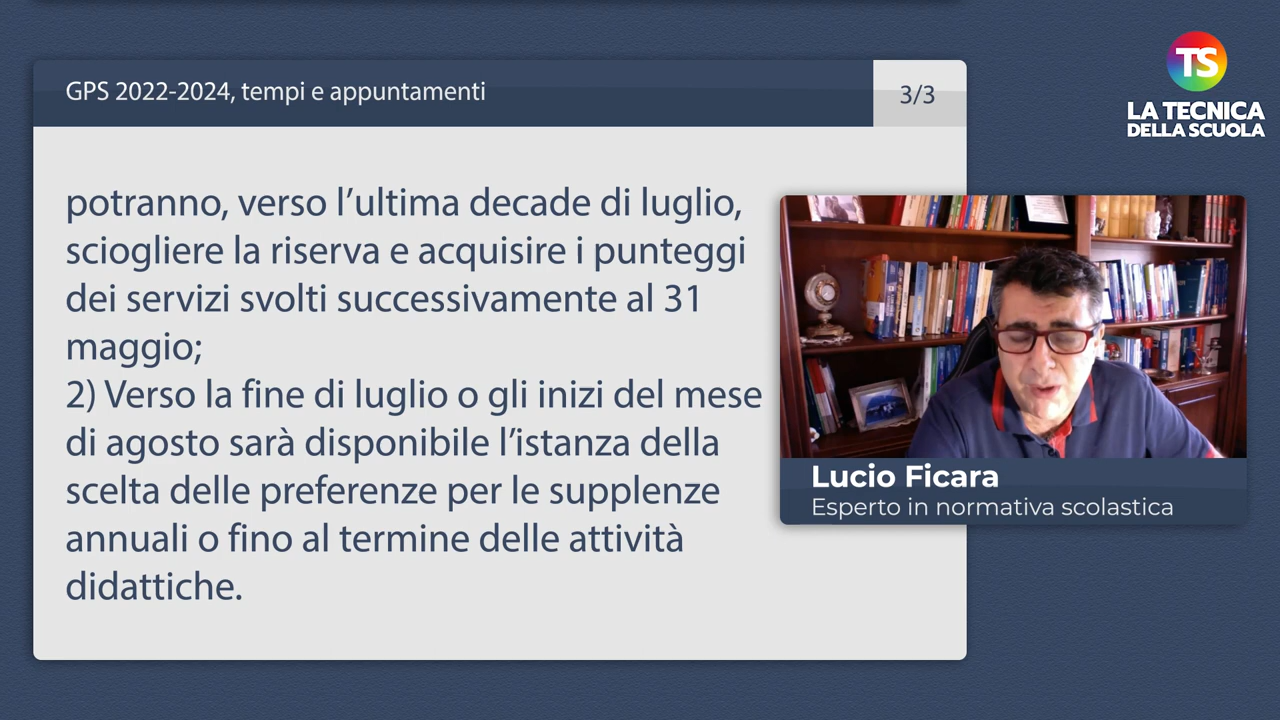 GPS 2022-2024, tempi e appuntamenti
3/3
potranno, verso l’ultima decade di luglio,
sciogliere la riserva e acquisire i punteggi
dei servizi svolti successivamente al 31
maggio;
2) Verso la fine di luglio o gli inizi del mese
di agosto sarà disponibile l’istanza della
scelta delle preferenze per le supplenze
annuali o fino al termine delle attività
didattiche.
TS
LA TECNICA
DELLA SCUOLA
Lucio Ficara
Esperto in normativa scolastica